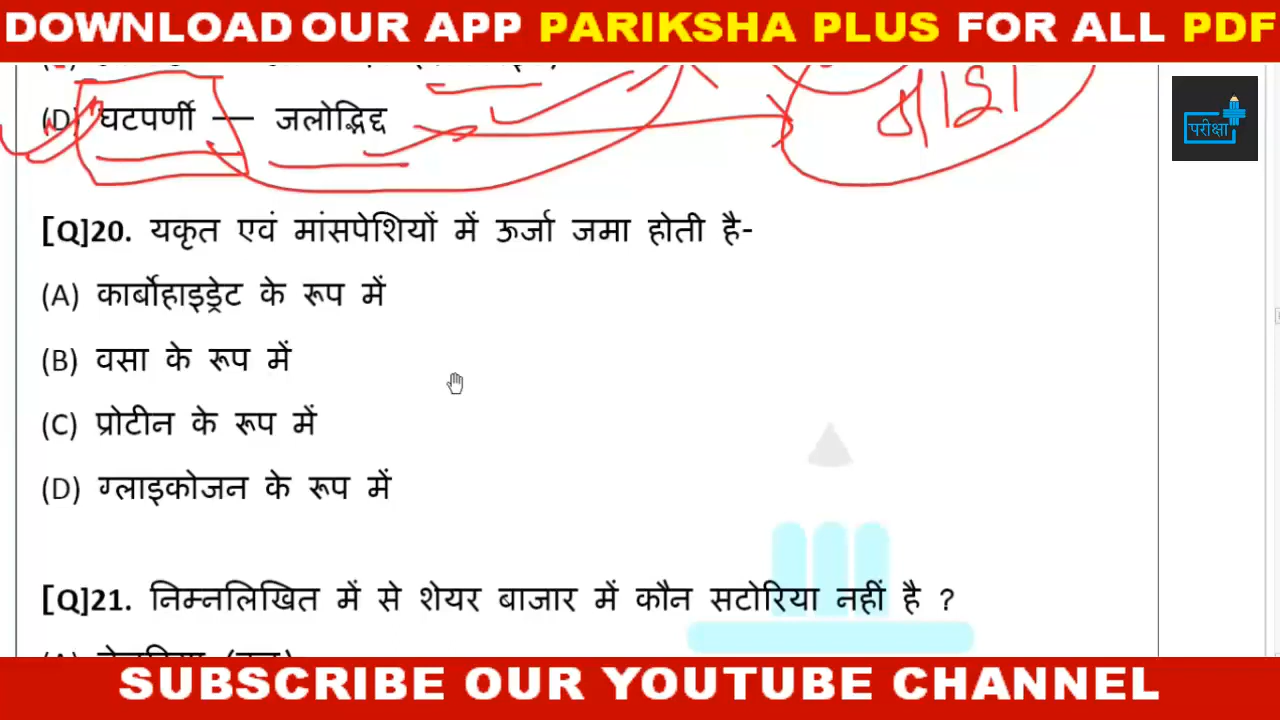 DOWNLOAD OUR APP PARIKSHA PLUS FOR ALL PDF
(D) घटपर्णी — जलोद्भिद्द
परीक्षा
[Q]20. यकृत एवं मांसपेशियों में ऊर्जा जमा होती है-
(A) कार्बोहाइड्रेट के रूप में
(B) वसा के रूप में
(C) प्रोटीन के रूप में
(D) ग्लाइकोजन के रूप में
[Q]21. निम्नलिखित में से शेयर बाजार में कौन सटोरिया नहीं है ?
SUBSCRIBE OUR YOUTUBE CHANNEL